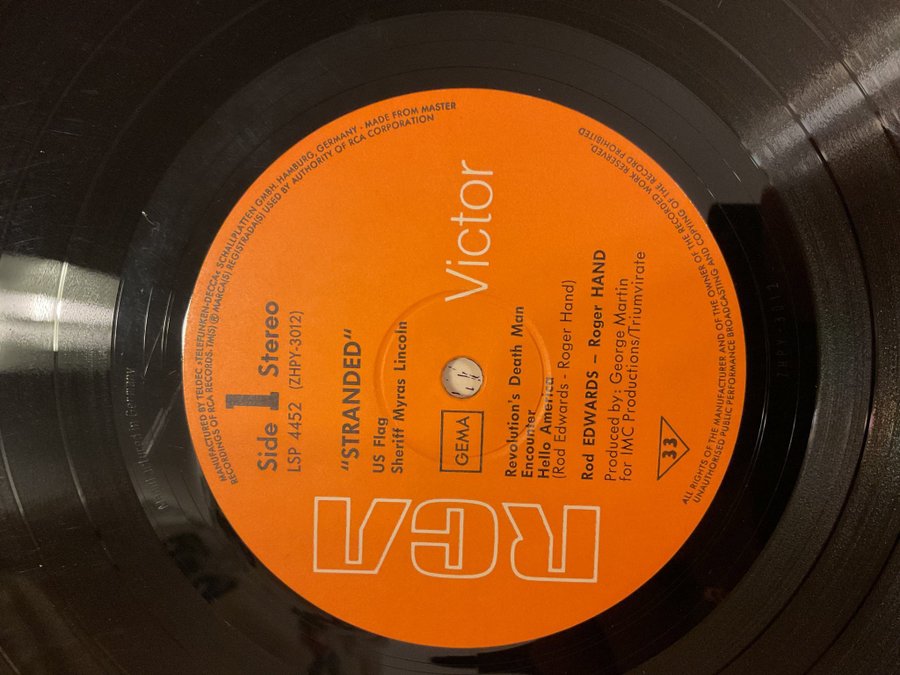 RCA
Victor
Side 1 Stereo
LSP 4452 (ZHPY-3012)
"STRANDED"
US Flag
Sheriff Myras Lincoln
GEMA
Revolution's Death Man
Encounter
Hello America
(Rod Edwards - Roger Hand)
Rod EDWARDS – Roger HAND
Produced by: George Martin
for IMC Productions/Triumvirate
33
MANUFACTURED BY TELDEC »TELEFUNKEN-DECCA« SCHALLPLATTEN GMBH. HAMBURG, GERMANY - MADE FROM MASTER
RECORDINGS OF RCA RECORDS. TM(S) ® MARCA(S) REGISTRADA(S) USED BY AUTHORITY OF RCA CORPORATION
ALL RIGHTS OF THE MANUFACTURER AND OF THE OWNER OF THE RECORDED WORK RESERVED.
UNAUTHORISED PUBLIC PERFORMANCE BROADCASTING AND COPYING OF THE RECORD PROHIBITED
in Germany
ZHPY-3012